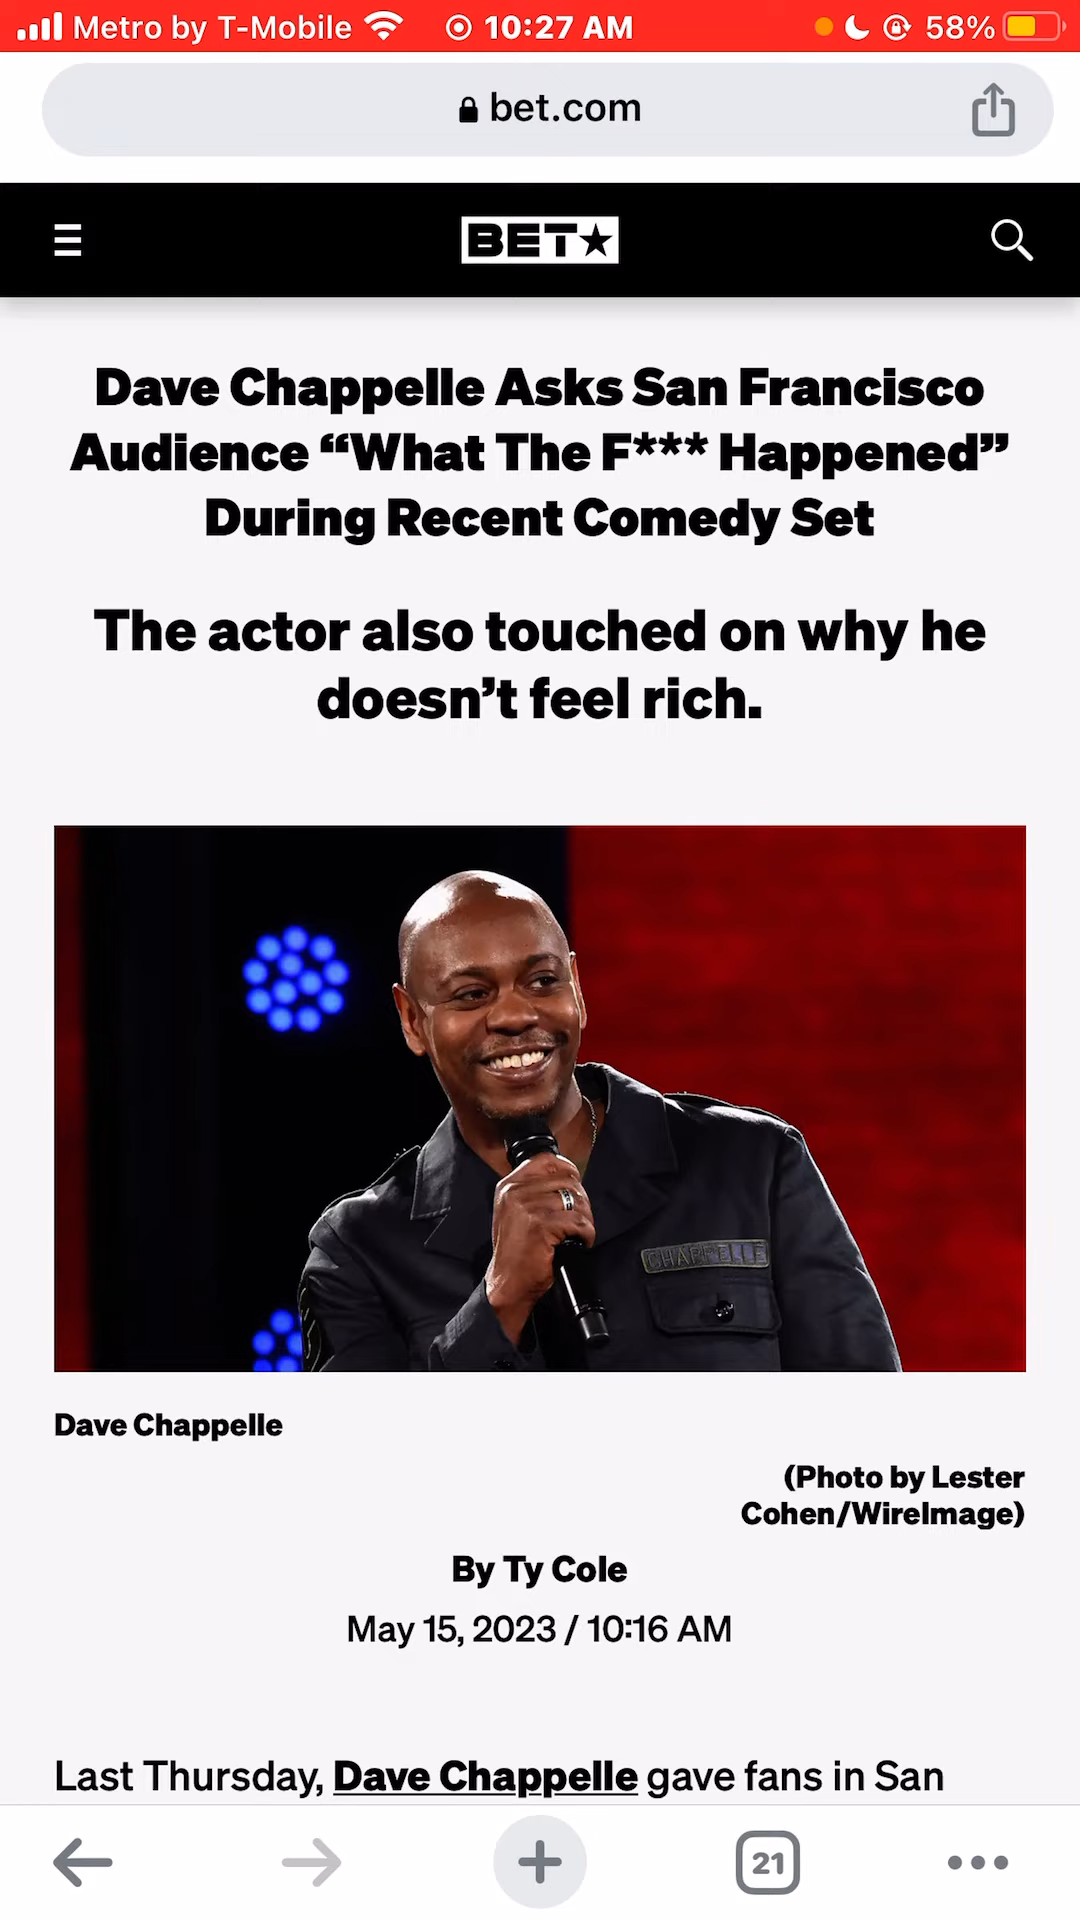 Metro by T-Mobile 10:27 AM 58%
bet.com
BET★
Dave Chappelle Asks San Francisco
Audience “What The F*** Happened”
During Recent Comedy Set
The actor also touched on why he
doesn’t feel rich.
CHAPPELLE
Dave Chappelle
(Photo by Lester
Cohen/WireImage)
By Ty Cole
May 15, 2023 / 10:16 AM
Last Thursday, Dave Chappelle gave fans in San
21